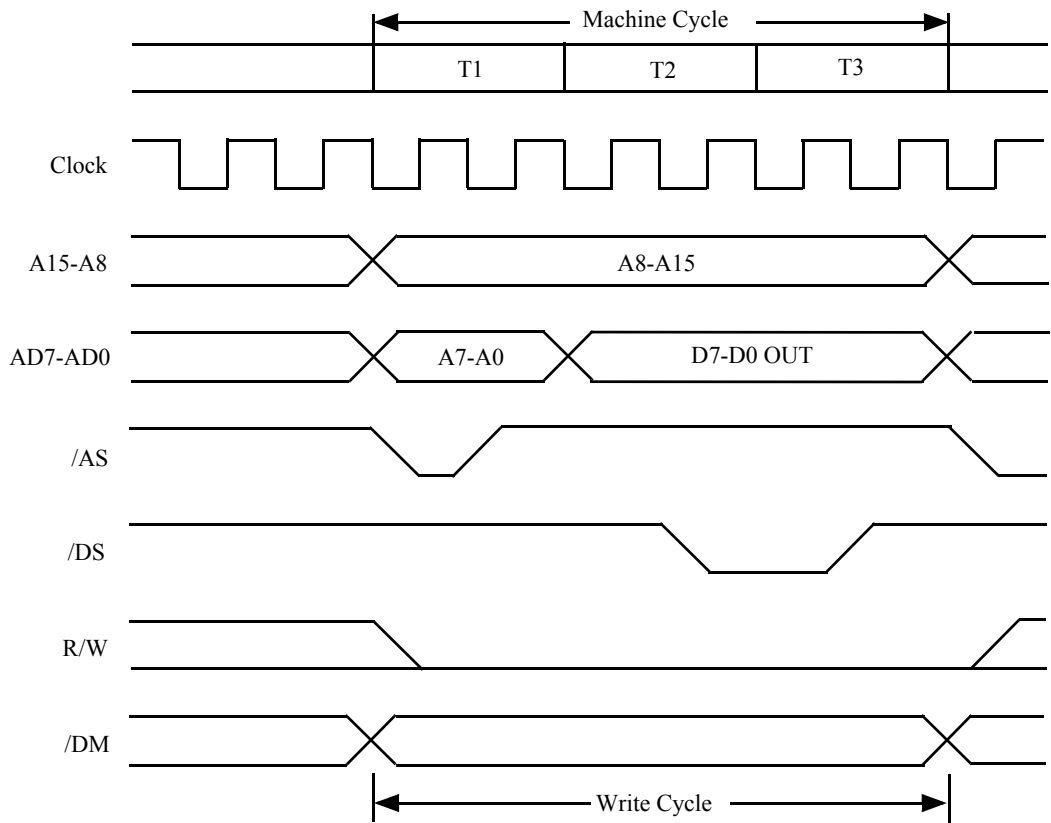 Machine Cycle
T1 T2 T3
Clock
A15-A8 A8-A15
AD7-AD0 A7-A0 D7-D0 OUT
/AS
/DS
R/W
/DM
Write Cycle